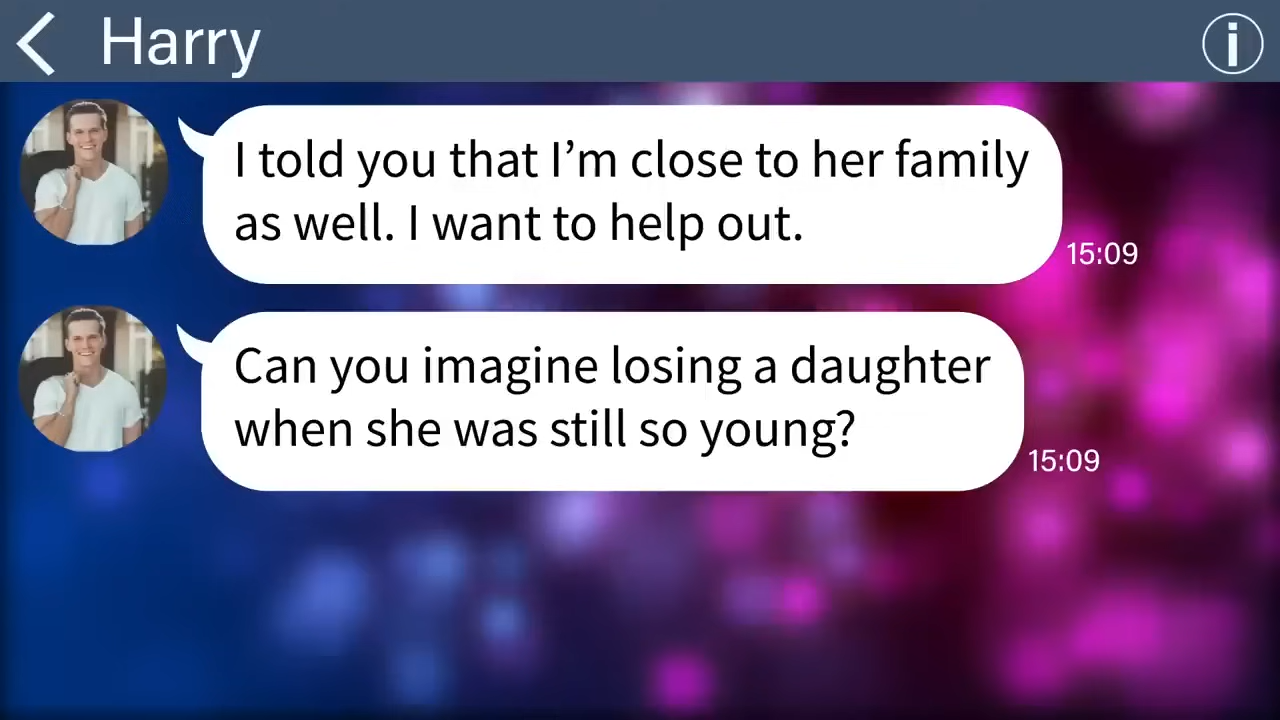 Harry
I told you that I’m close to her family
as well. I want to help out.
15:09
Can you imagine losing a daughter
when she was still so young?
15:09